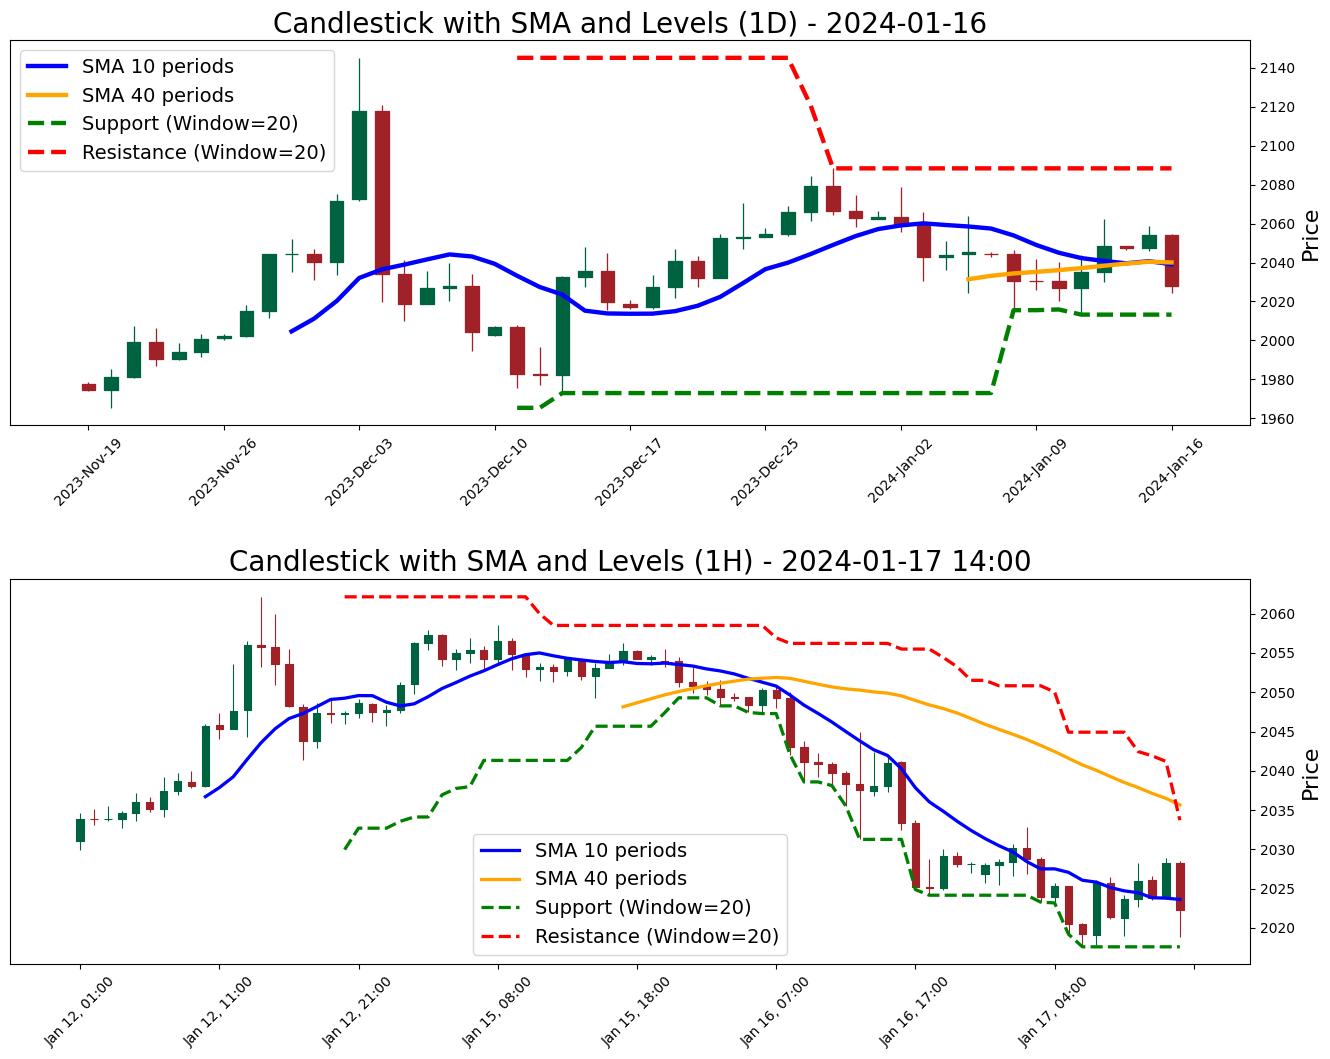 Candlestick with SMA and Levels (1D) - 2024-01-16
SMA 10 periods
SMA 40 periods
Support (Window=20)
Resistance (Window=20)
2140
2120
2100
2080
2060
2040
2020
2000
1980
1960
Price
2023-Nov-19
2023-Nov-26
2023-Dec-03
2023-Dec-10
2023-Dec-17
2023-Dec-25
2024-Jan-02
2024-Jan-09
2024-Jan-16
Candlestick with SMA and Levels (1H) - 2024-01-17 14:00
2060
2055
2050
2045
2040
2035
2030
2025
2020
Price
SMA 10 periods
SMA 40 periods
Support (Window=20)
Resistance (Window=20)
Jan 12, 01:00
Jan 12, 11:00
Jan 12, 21:00
Jan 15, 08:00
Jan 15, 18:00
Jan 16, 07:00
Jan 16, 17:00
Jan 17, 04:00